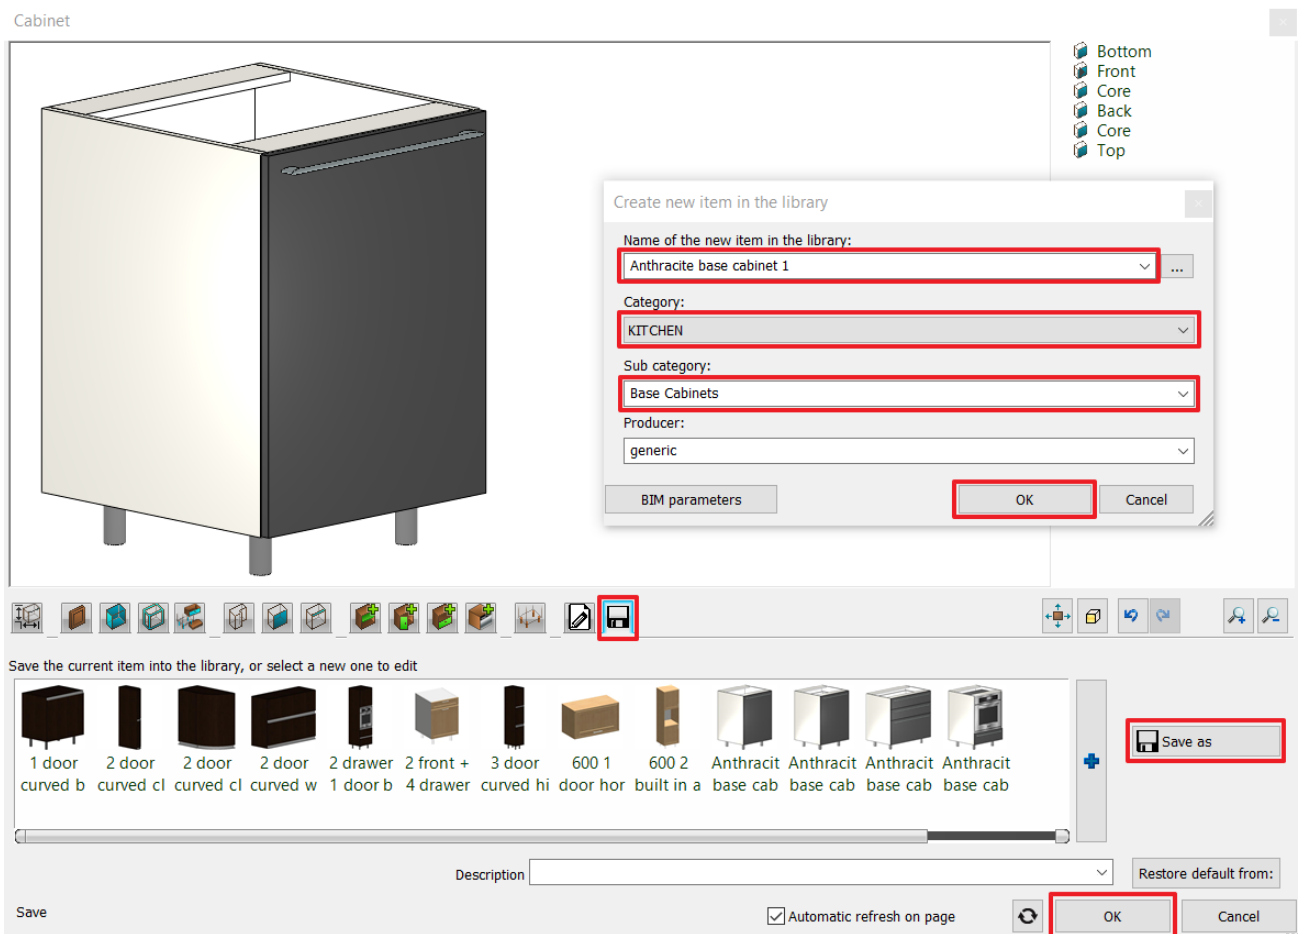 Cabinet
Bottom
Front
Core
Back
Core
Top
Create new item in the library
Name of the new item in the library:
Anthracite base cabinet 1
...
Category:
KITCHEN
Sub category:
Base Cabinets
Producer:
generic
BIM parameters
OK
Cancel
Save the current item into the library, or select a new one to edit
1 door 2 door 2 door 2 door 2 drawer 2 front + 3 door 600 1 600 2 Anthracit Anthracit Anthracit Anthracit
curved b curved cl curved cl curved w 1 door b 4 drawer curved hi door hor built in a base cab base cab base cab base cab
Save as
Description
Restore default from:
Save
Automatic refresh on page
OK
Cancel